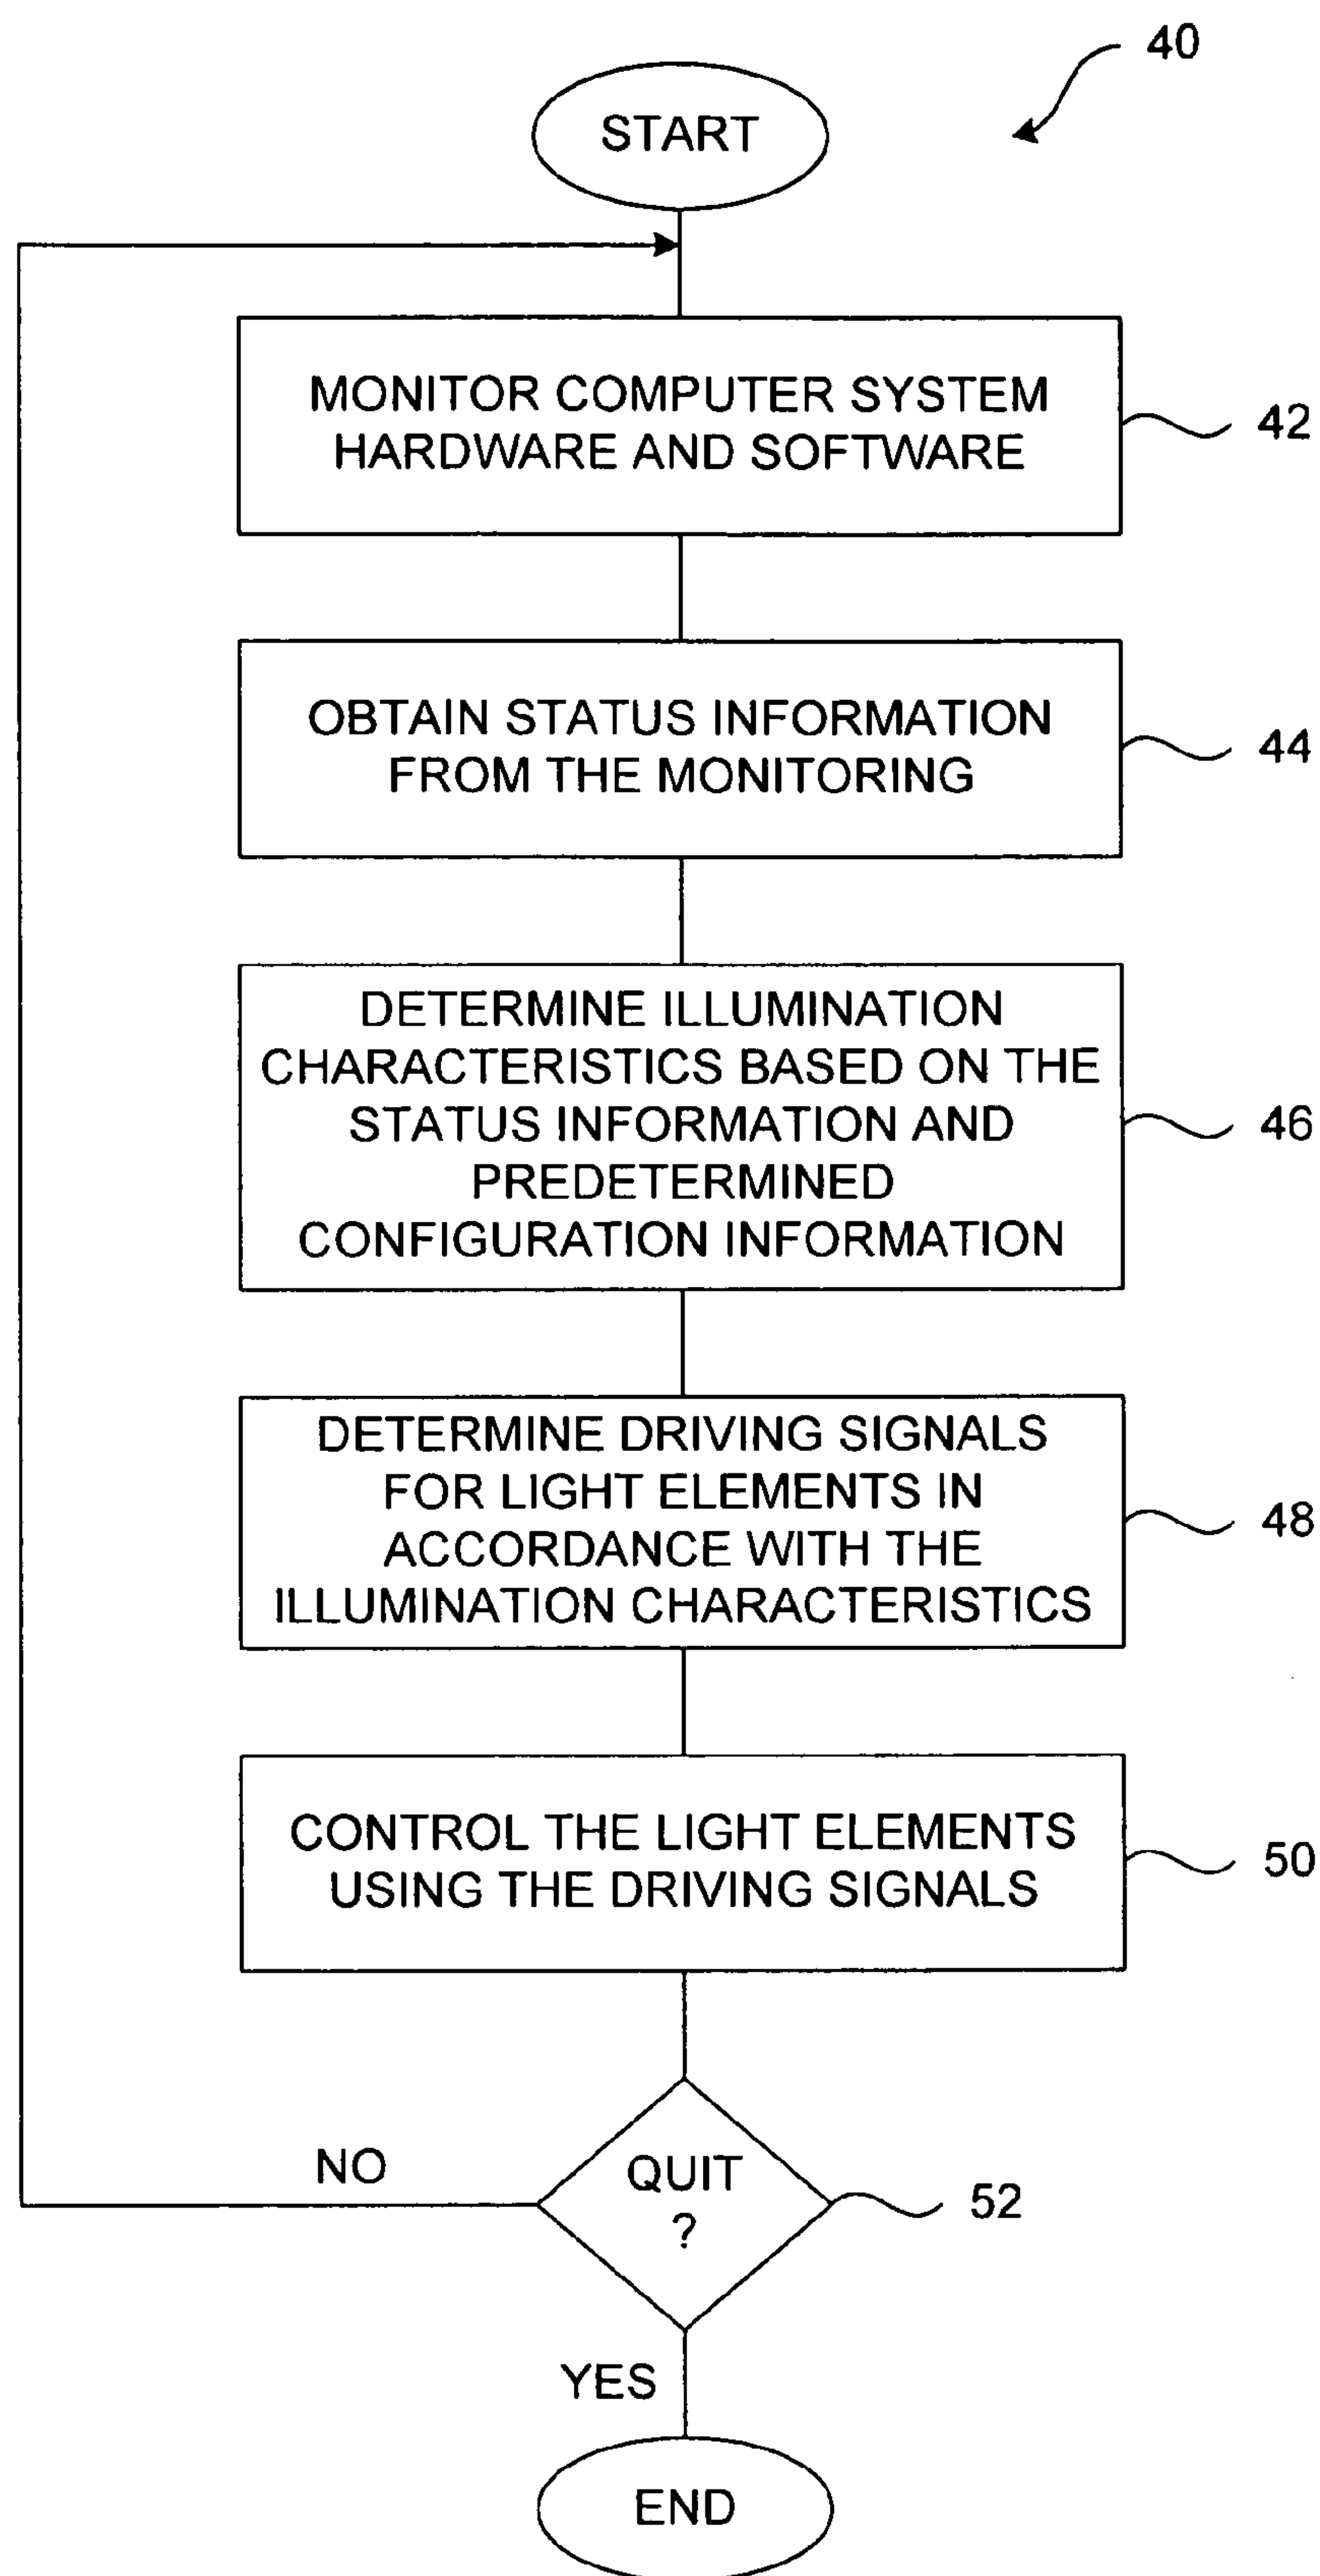 40
START
MONITOR COMPUTER SYSTEM
HARDWARE AND SOFTWARE
42
OBTAIN STATUS INFORMATION
FROM THE MONITORING
44
DETERMINE ILLUMINATION
CHARACTERISTICS BASED ON THE
STATUS INFORMATION AND
PREDETERMINED
CONFIGURATION INFORMATION
46
DETERMINE DRIVING SIGNALS
FOR LIGHT ELEMENTS IN
ACCORDANCE WITH THE
ILLUMINATION CHARACTERISTICS
48
CONTROL THE LIGHT ELEMENTS
USING THE DRIVING SIGNALS
50
NO
QUIT
?
52
YES
END